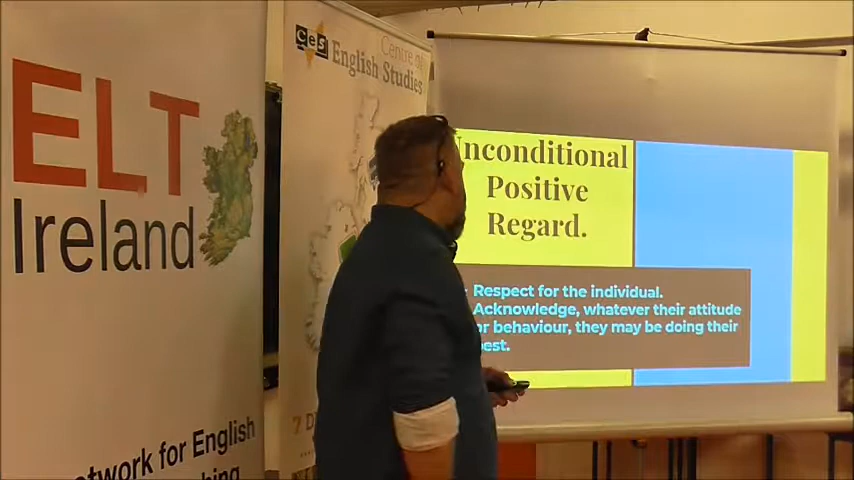 ELT
Ireland
network for English
ching
CES
Centre of
English Studies
Unconditional
Positive
Regard
Respect for the individual.
Acknowledge, whatever their attitude
or behaviour, they may be doing their
best.